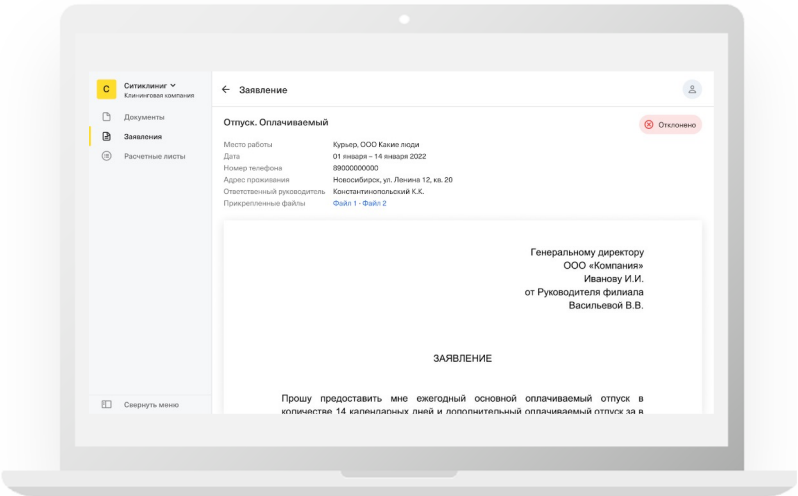 С
Ситиклиниг
Клининговая компания
Документы
Заявления
Расчетные листы
Свернуть меню
← Заявление
Отпуск. Оплачиваемый
Отклонено
Место работы Курьер, ООО Какие люди
Дата 01 января – 14 января 2022
Номер телефона 89000000000
Адрес проживания Новосибирск, ул. Ленина 12, кв. 20
Ответственный руководитель Константинопольский К.К.
Прикрепленные файлы Файл 1 · Файл 2
Генеральному директору
ООО «Компания»
Иванову И.И.
от Руководителя филиала
Васильевой В.В.
ЗАЯВЛЕНИЕ
Прошу предоставить мне ежегодный основной оплачиваемый отпуск в
количестве 14 календарных дней и дополнительный оплачиваемый отпуск за в